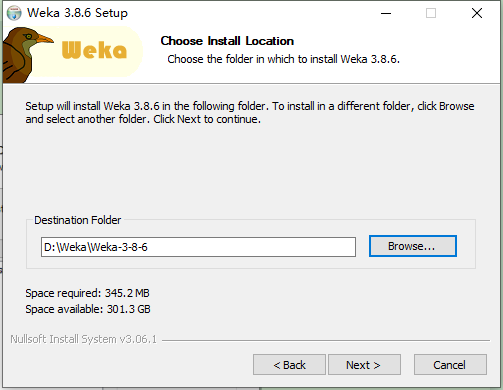 Weka 3.8.6 Setup
Weka
Choose Install Location
Choose the folder in which to install Weka 3.8.6.
Setup will install Weka 3.8.6 in the following folder. To install in a different folder, click Browse
and select another folder. Click Next to continue.
Destination Folder
D:\Weka\Weka-3-8-6
Browse...
Space required: 345.2 MB
Space available: 301.3 GB
Nullsoft Install System v3.06.1
< Back
Next >
Cancel